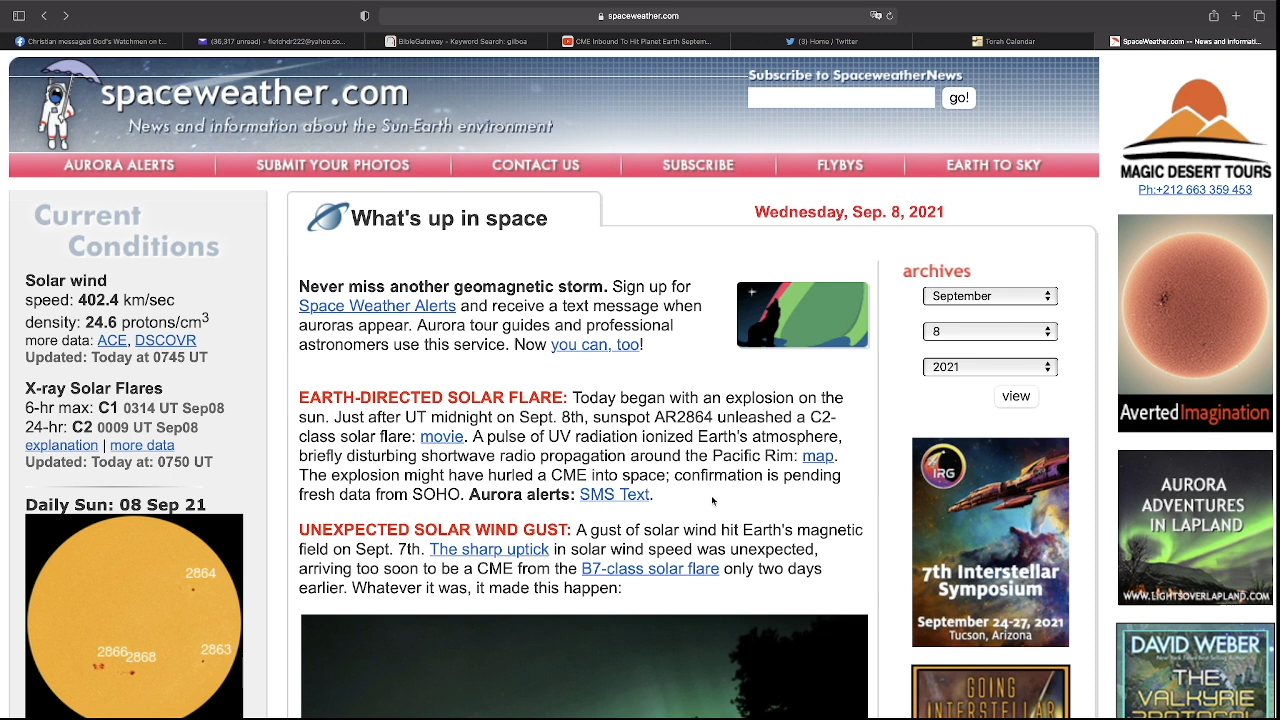 spaceweather.com
Christian messaged God's Watchmen on t...
(36,317 unread) - fletchdr222@yahoo.co...
BibleGateway - Keyword Search: gilboa
CME Inbound To Hit Planet Earth Septem...
(3) Home / Twitter
Torah Calendar
SpaceWeather.com -- News and Informati...
spaceweather.com
News and information about the Sun-Earth environment
Subscribe to SpaceweatherNews
go!
AURORA ALERTS
SUBMIT YOUR PHOTOS
CONTACT US
SUBSCRIBE
FLYBYS
EARTH TO SKY
Current
Conditions
Solar wind
speed: 402.4 km/sec
density: 24.6 protons/cm3
more data: ACE, DSCOVR
Updated: Today at 0745 UT
X-ray Solar Flares
6-hr max: C1 0314 UT Sep08
24-hr: C2 0009 UT Sep08
explanation | more data
Updated: Today at: 0750 UT
Daily Sun: 08 Sep 21
2864
2866
2868
2863
What's up in space
Wednesday, Sep. 8, 2021
Never miss another geomagnetic storm. Sign up for
Space Weather Alerts and receive a text message when
auroras appear. Aurora tour guides and professional
astronomers use this service. Now you can, too!
EARTH-DIRECTED SOLAR FLARE: Today began with an explosion on the
sun. Just after UT midnight on Sept. 8th, sunspot AR2864 unleashed a C2-
class solar flare: movie. A pulse of UV radiation ionized Earth's atmosphere,
briefly disturbing shortwave radio propagation around the Pacific Rim: map.
The explosion might have hurled a CME into space; confirmation is pending
fresh data from SOHO. Aurora alerts: SMS Text.
UNEXPECTED SOLAR WIND GUST: A gust of solar wind hit Earth's magnetic
field on Sept. 7th. The sharp uptick in solar wind speed was unexpected,
arriving too soon to be a CME from the B7-class solar flare only two days
earlier. Whatever it was, it made this happen:
archives
September
8
2021
view
IRG
7th Interstellar
Symposium
September 24-27, 2021
Tucson, Arizona
GOING
INTERSTELLAR
MAGIC DESERT TOURS
Ph:+212 663 359 453
AvertedImagination
AURORA
ADVENTURES
IN LAPLAND
WWW.LIGHTSOVERLAPLAND.COM
DAVID WEBER
THE
VALKYRIE
PROTOCOL